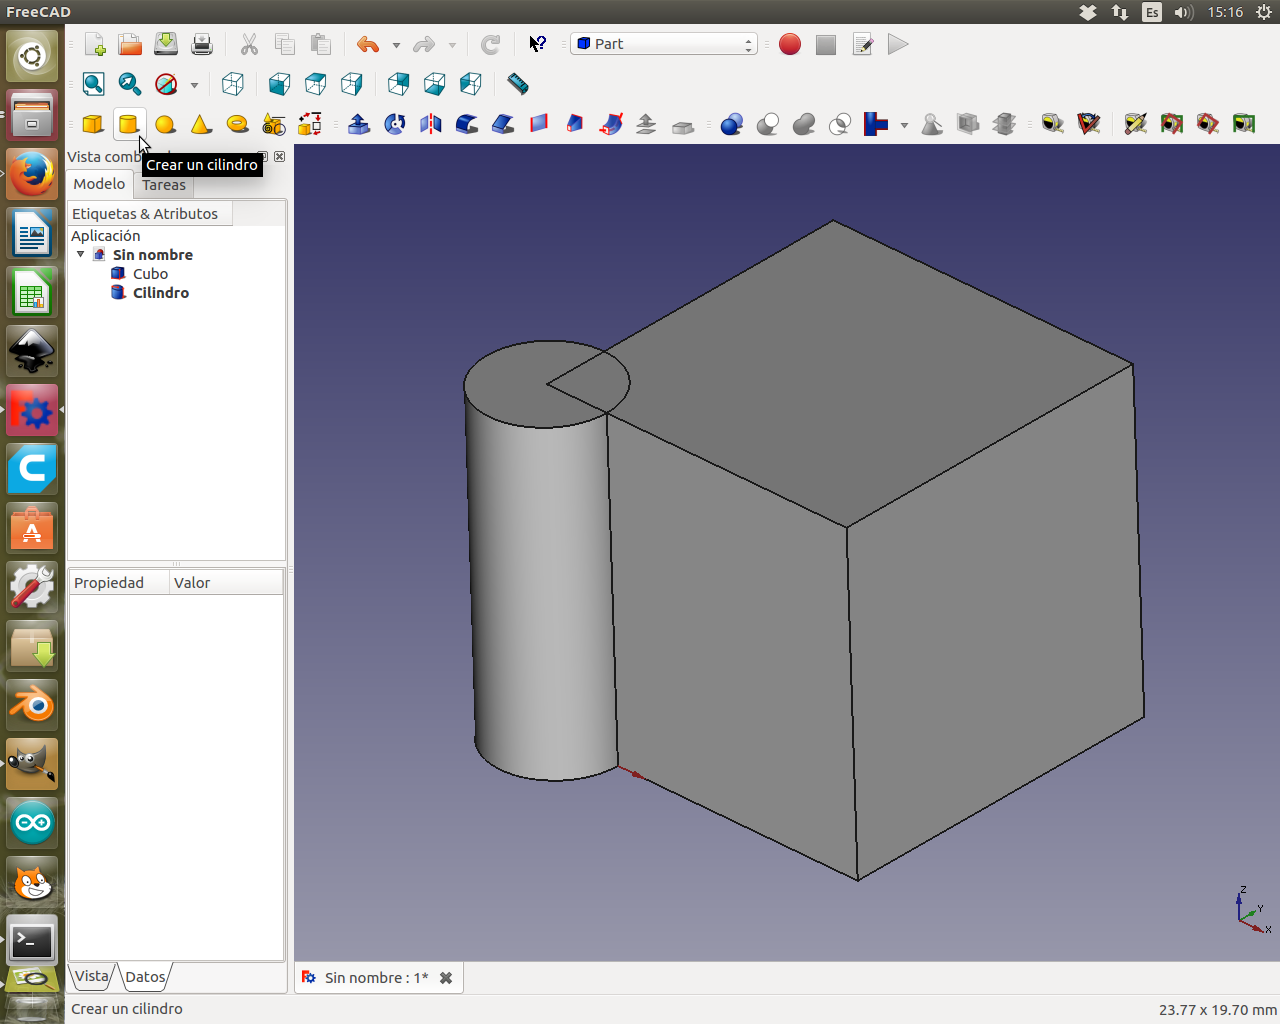 FreeCAD
Es
15:16
Part
Vista comb
Crear un cilindro
Modelo
Tareas
Etiquetas & Atributos
Aplicación
Sin nombre
Cubo
Cilindro
Propiedad
Valor
Z
Y
X
Vista
Datos
Sin nombre : 1*
Crear un cilindro
23.77 x 19.70 mm